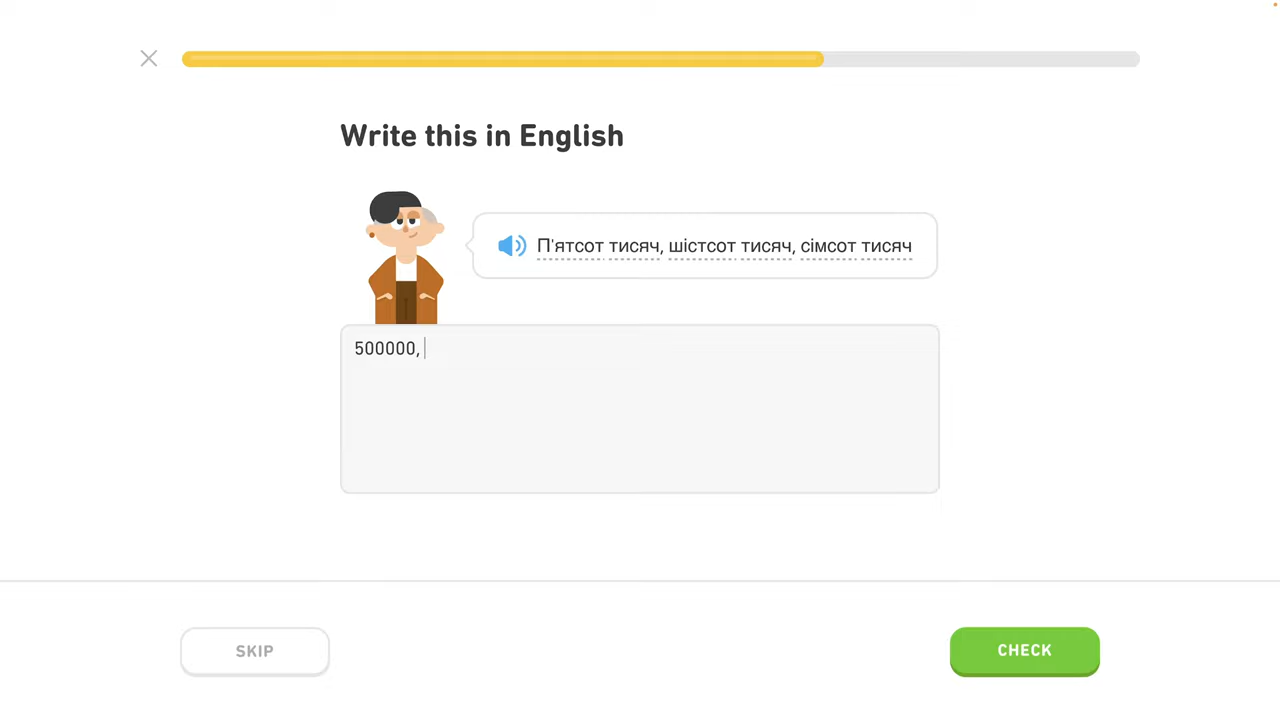 Write this in English
П'ятсот тисяч, шістсот тисяч, сімсот тисяч
500000,
SKIP
CHECK